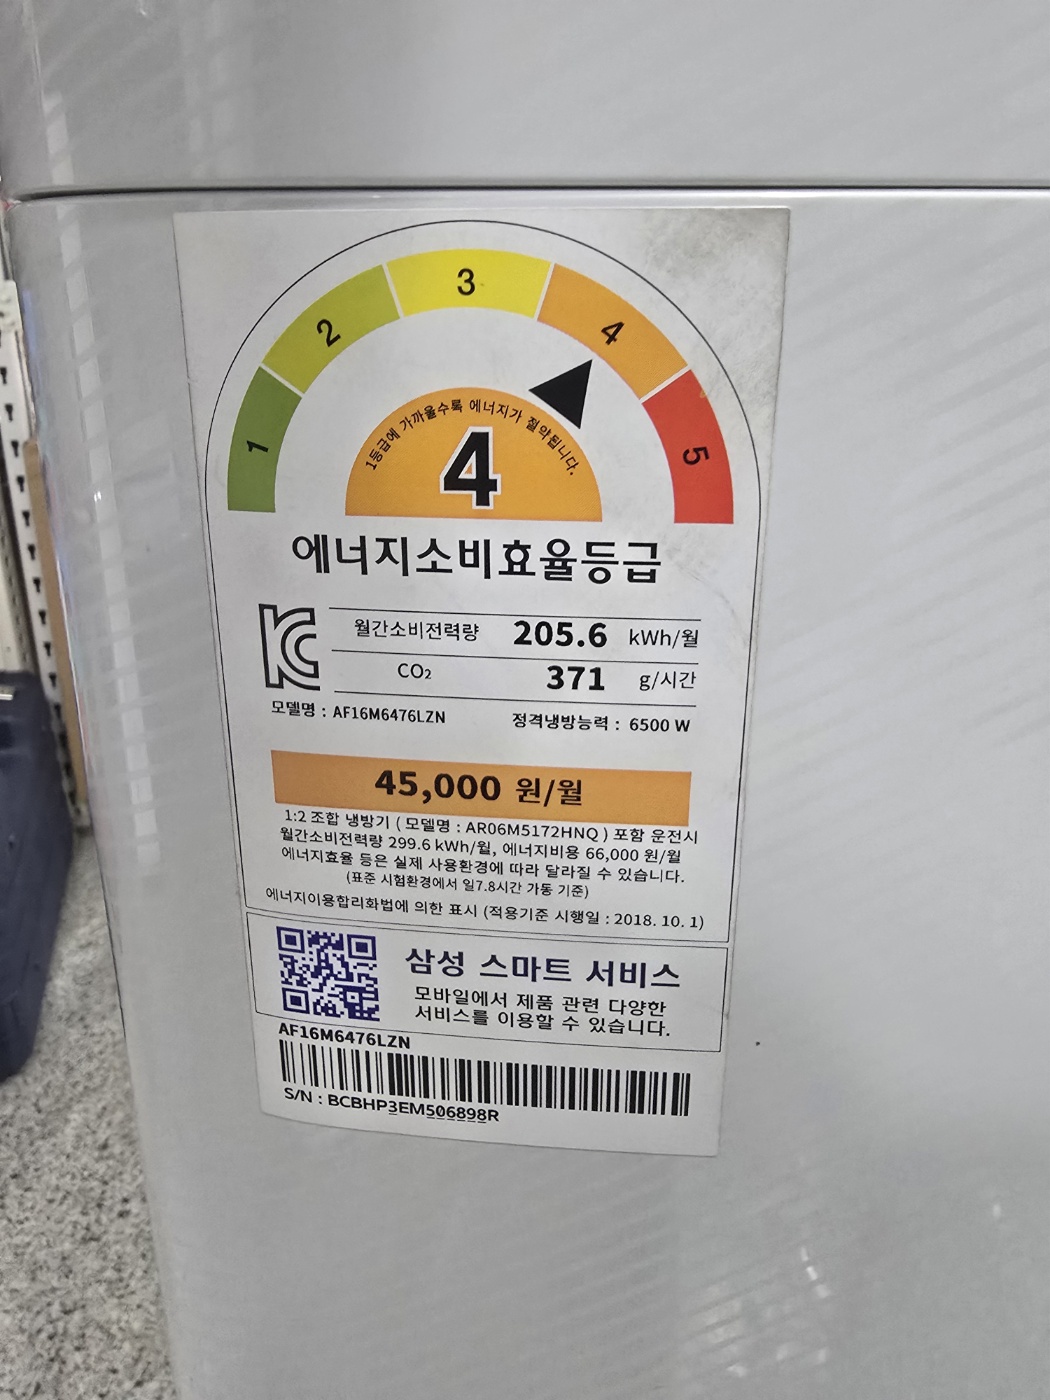 1
2
3
4
5
1등급에 가까울수록 에너지가 절약됩니다.
4
에너지소비효율등급
월간소비전력량 205.6 kWh/월
CO₂ 371 g/시간
모델명 : AF16M6476LZN 정격냉방능력 : 6500 W
45,000 원/월
1:2 조합 냉방기 ( 모델명 : AR06M5172HNQ ) 포함 운전시
월간소비전력량 299.6 kWh/월, 에너지비용 66,000 원/월
에너지효율 등은 실제 사용환경에 따라 달라질 수 있습니다.
(표준 시험환경에서 일7.8시간 가동 기준)
에너지이용합리화법에 의한 표시 (적용기준 시행일 : 2018. 10. 1)
삼성 스마트 서비스
모바일에서 제품 관련 다양한
서비스를 이용할 수 있습니다.
AF16M6476LZN
S/N : BCBHP3EM506898R